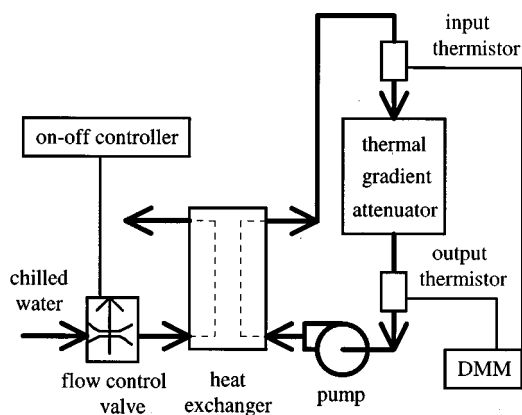 input
thermistor
on-off controller
thermal
gradient
attenuator
output
thermistor
chilled
water
flow control
valve
heat
exchanger
pump
DMM